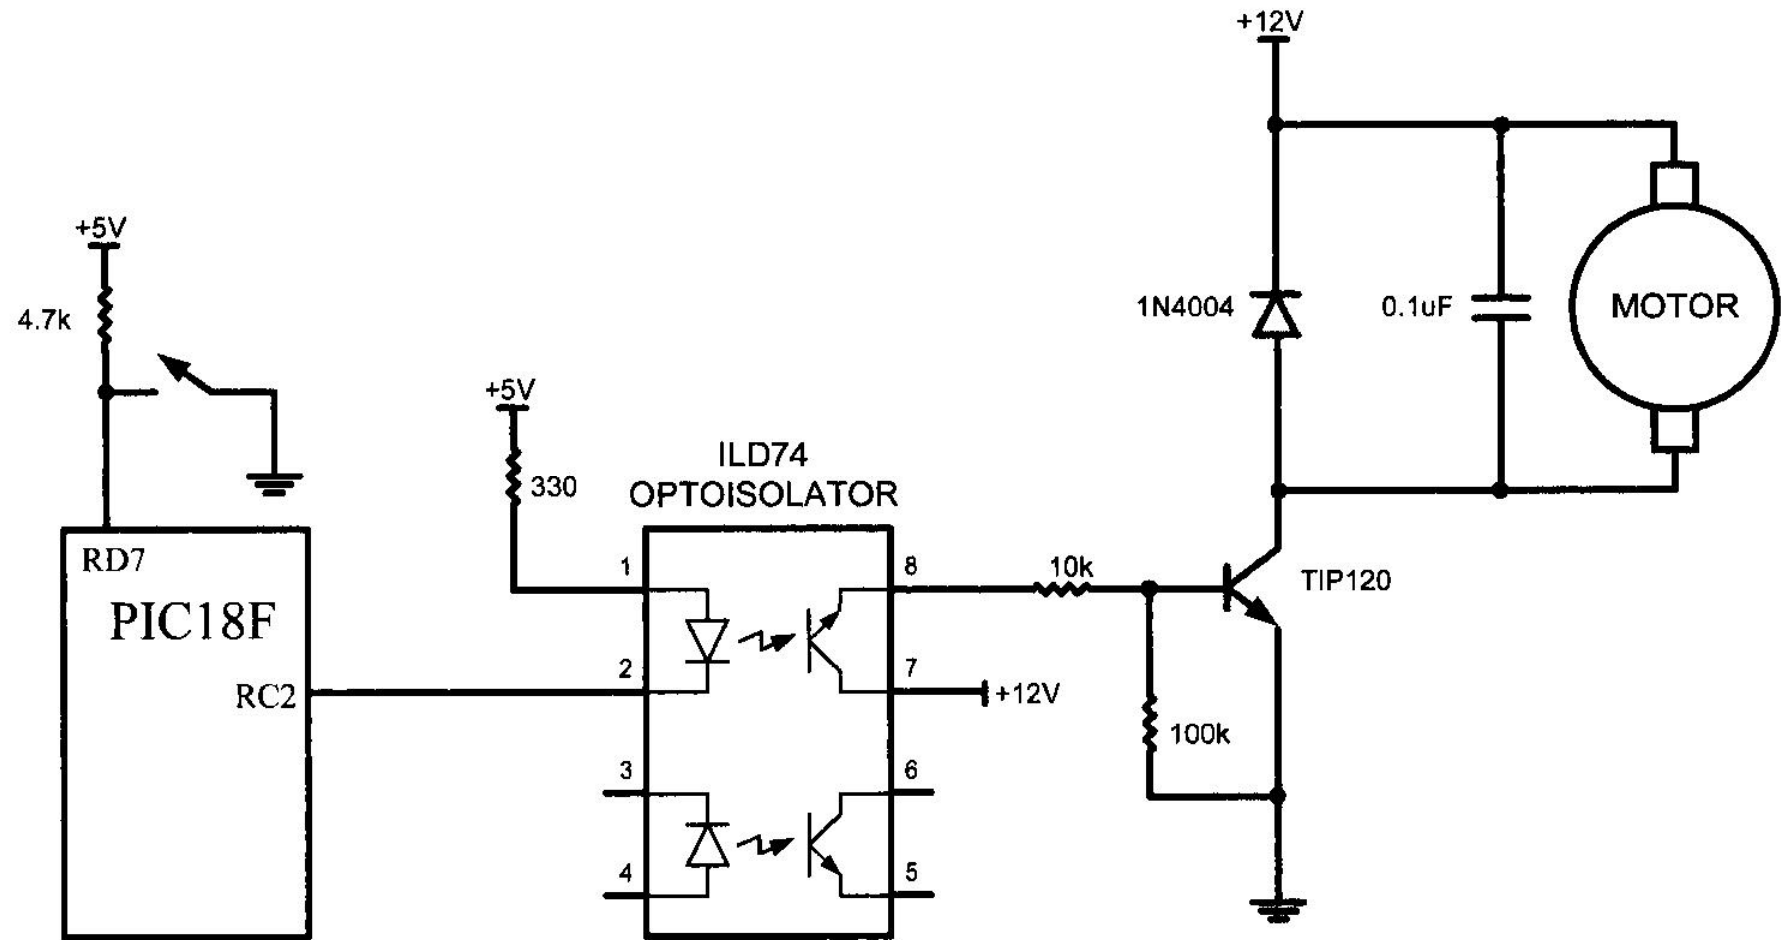 +12V
+5V
4.7k
1N4004
0.1uF
MOTOR
+5V
330
ILD74
OPTOISOLATOR
RD7
PIC18F
RC2
1
2
3
4
8
7
6
5
+12V
10k
100k
TIP120